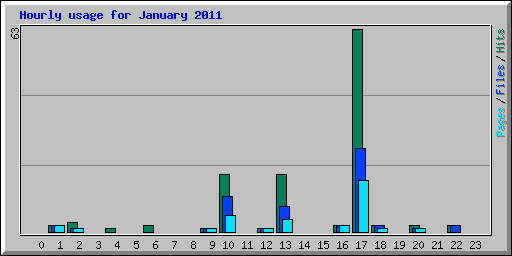 Hourly usage for January 2011
63
Pages/Files/Hits
0 1 2 3 4 5 6 7 8 9 10 11 12 13 14 15 16 17 18 19 20 21 22 23